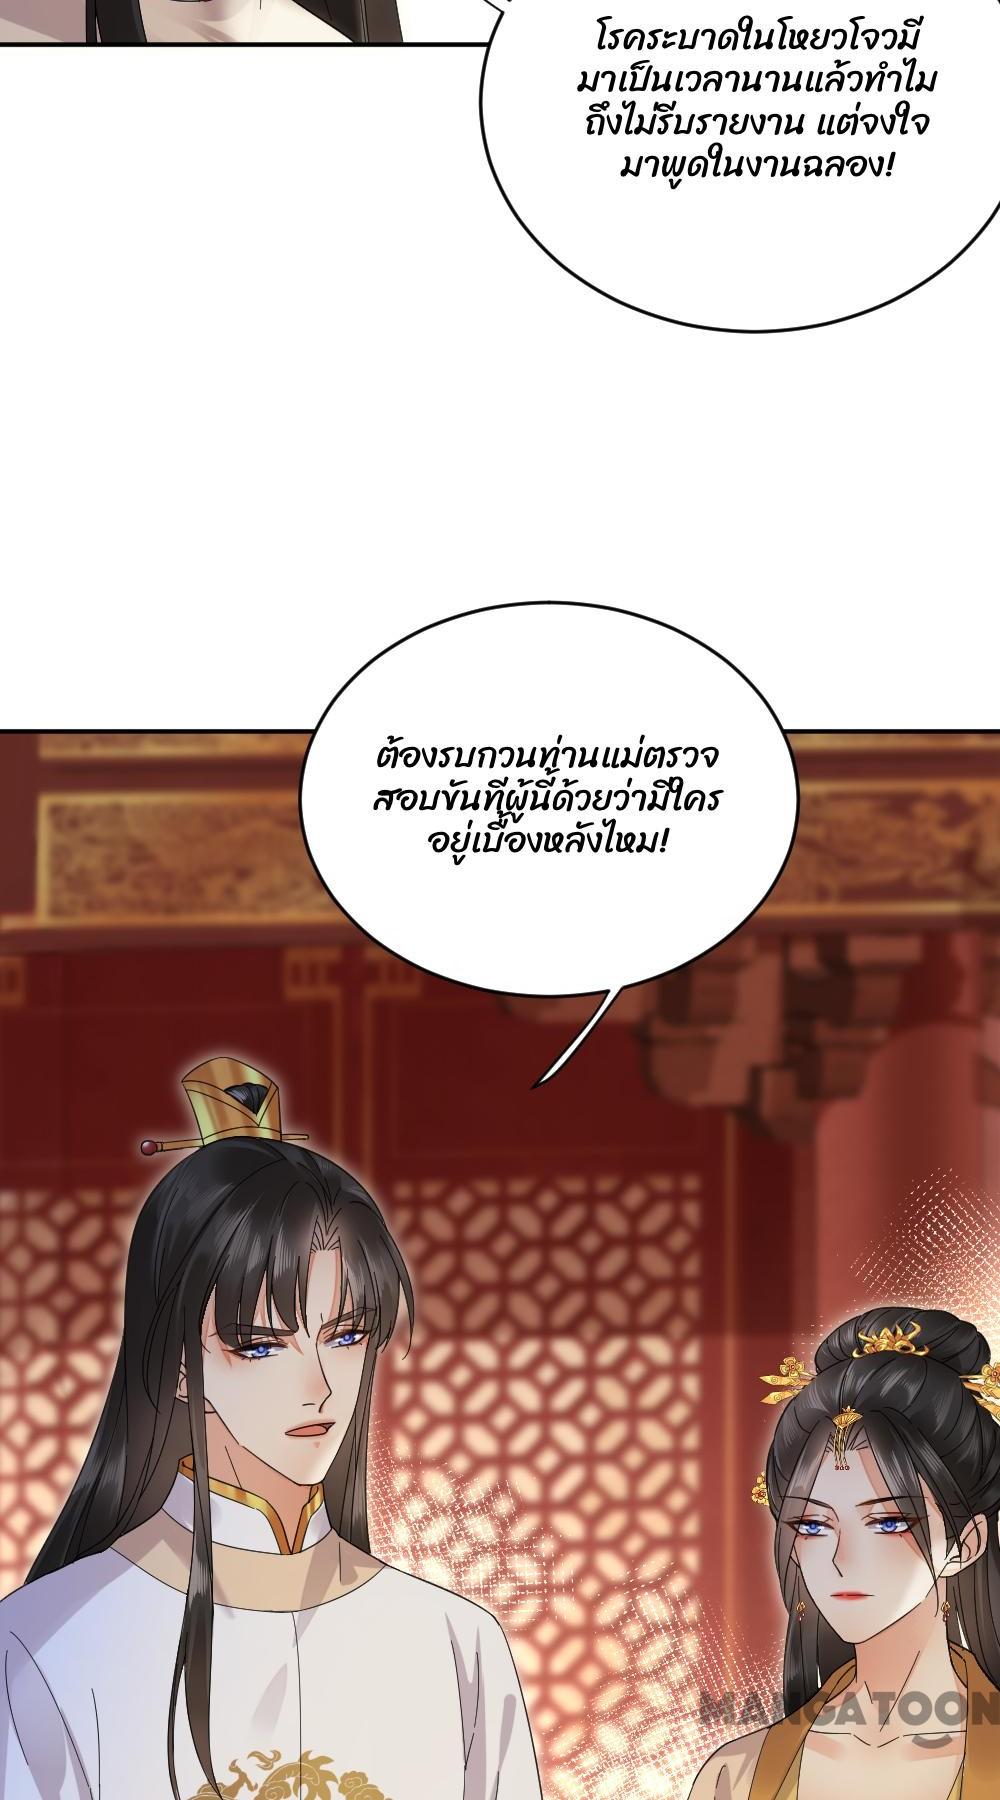 โรคระบาดในโหยวโจวมี
มาเป็นเวลานานแล้วทำไม
ถึงไม่รีบรายงาน แต่จงใจ
มาพูดในงานฉลอง!
ต้องรบกวนท่านแม่ตรวจ
สอบขันทีผู้นี้ด้วยว่ามีใคร
อยู่เบื้องหลังไหม!
MANGATOON